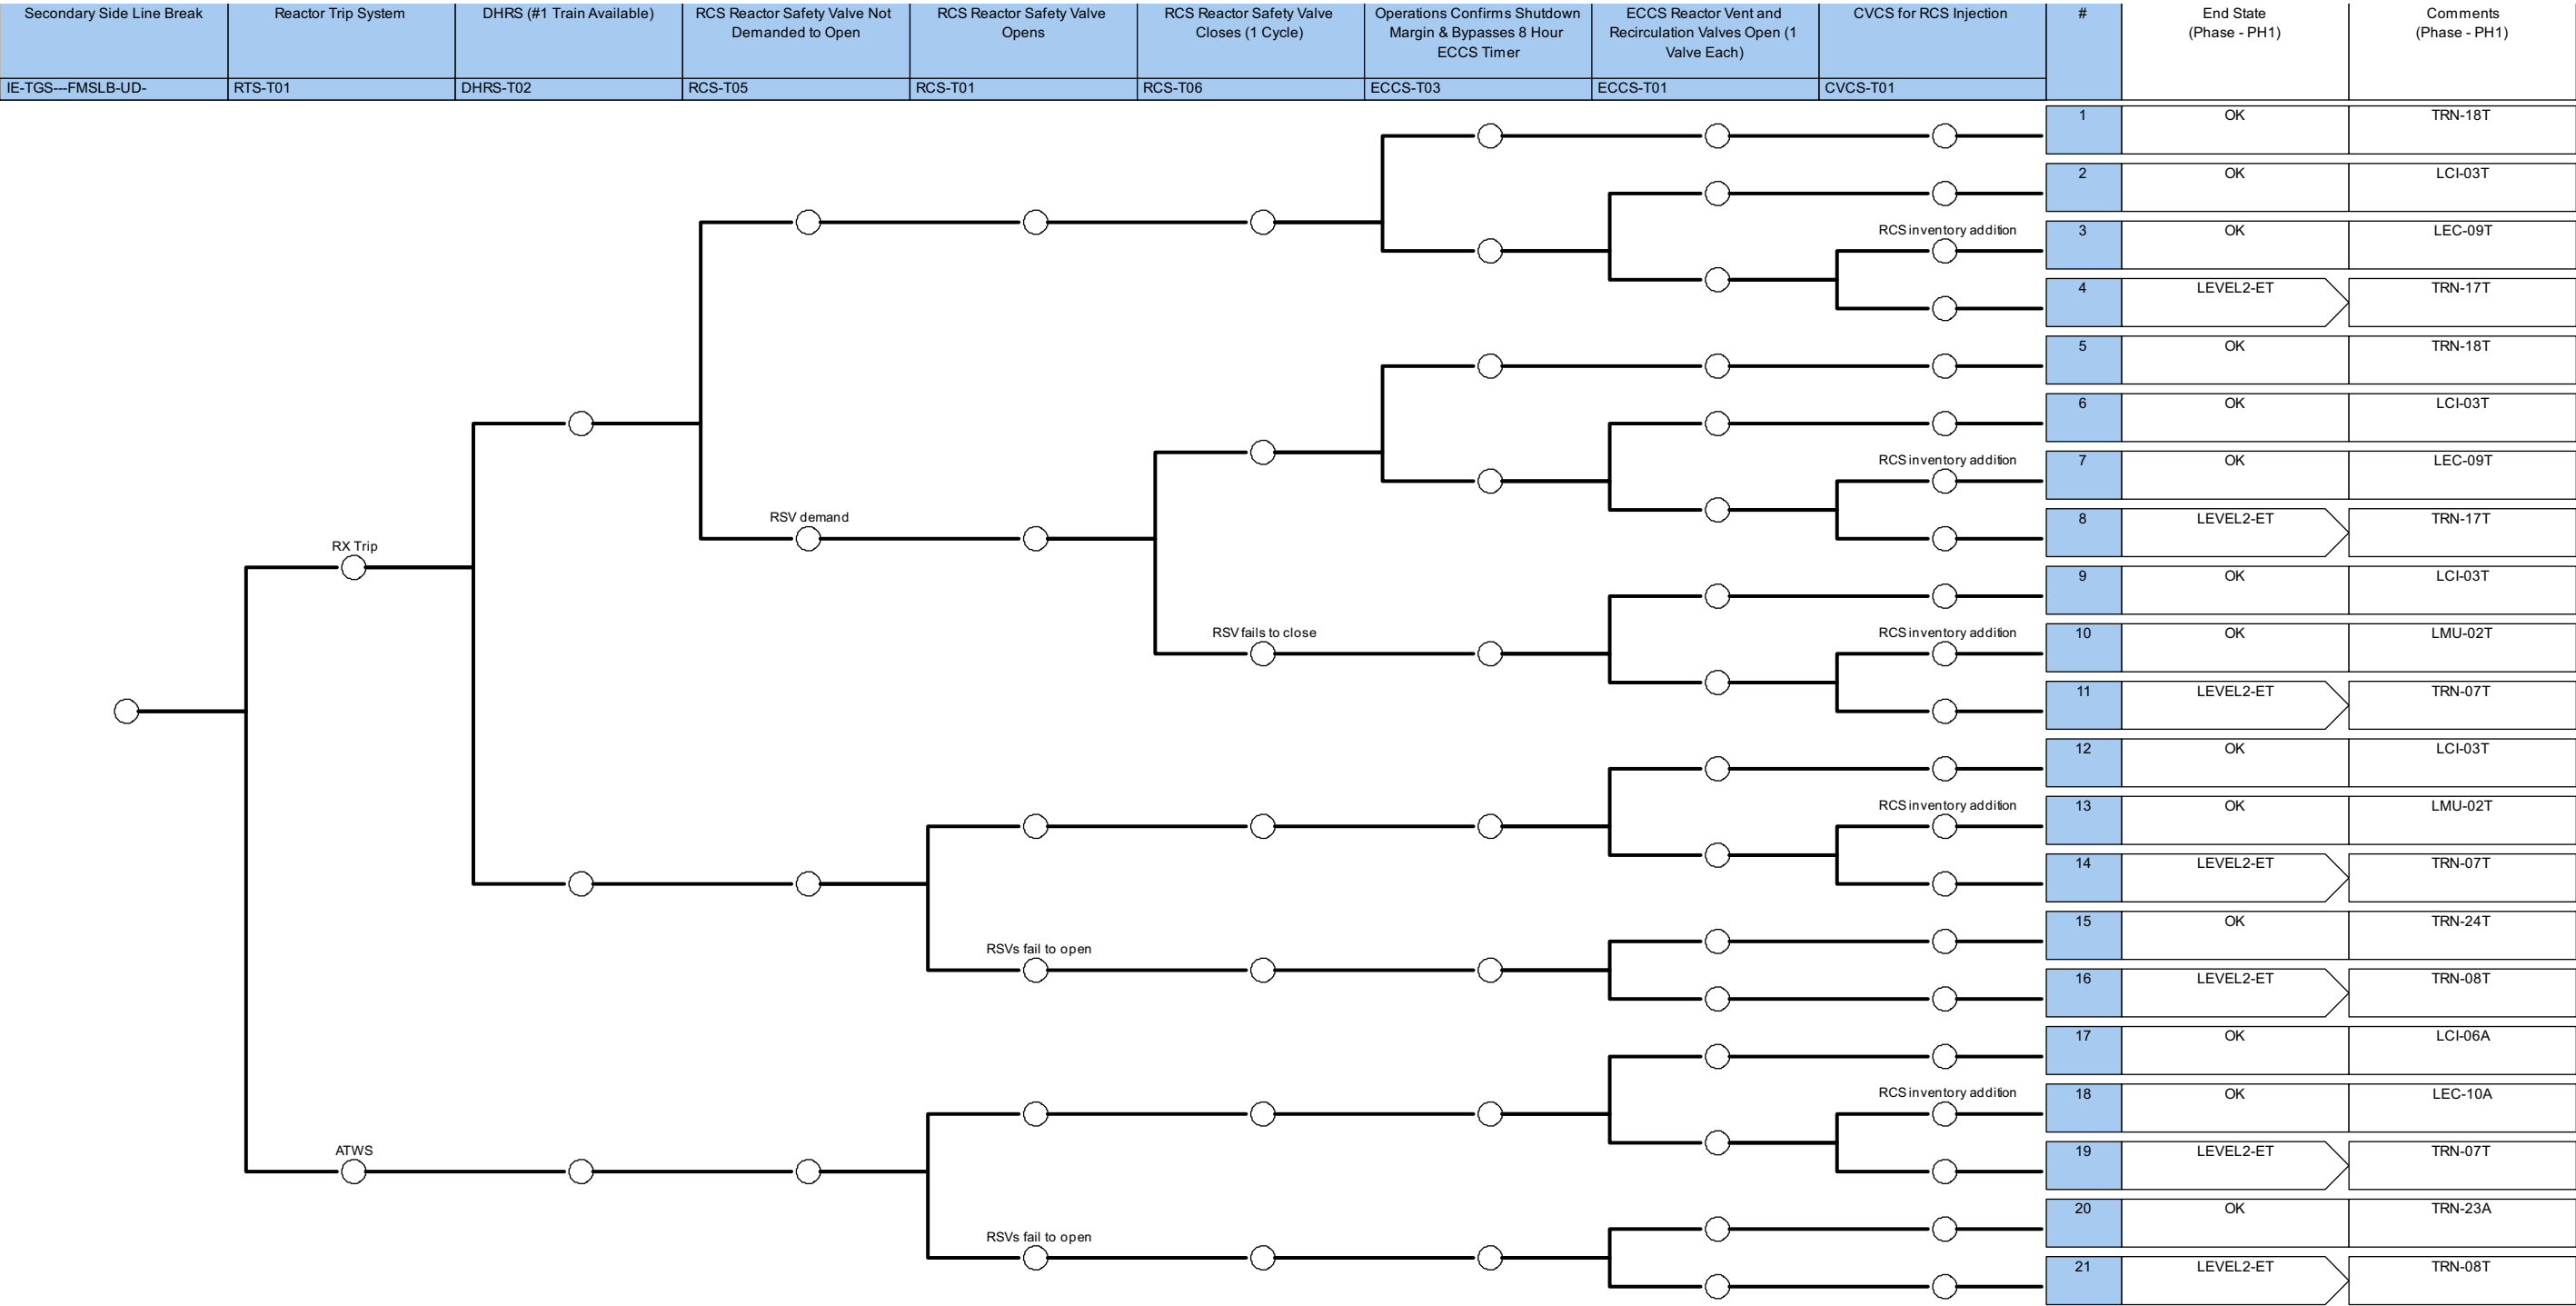 Secondary Side Line Break
Reactor Trip System
DHRS (#1 Train Available)
RCS Reactor Safety Valve Not
Demanded to Open
RCS Reactor Safety Valve
Opens
RCS Reactor Safety Valve
Closes (1 Cycle)
Operations Confirms Shutdown
Margin & Bypasses 8 Hour
ECCS Timer
ECCS Reactor Vent and
Recirculation Valves Open (1
Valve Each)
CVCS for RCS Injection
#
End State
(Phase - PH1)
Comments
(Phase - PH1)
IE-TGS---FMSLB-UD-
RTS-T01
DHRS-T02
RCS-T05
RCS-T01
RCS-T06
ECCS-T03
ECCS-T01
CVCS-T01
1 OK TRN-18T
2 OK LCI-03T
RCS inventory addition
3 OK LEC-09T
4 LEVEL2-ET TRN-17T
5 OK TRN-18T
6 OK LCI-03T
RCS inventory addition
7 OK LEC-09T
RSV demand
8 LEVEL2-ET TRN-17T
RX Trip
9 OK LCI-03T
RSV fails to close
RCS inventory addition
10 OK LMU-02T
11 LEVEL2-ET TRN-07T
12 OK LCI-03T
RCS inventory addition
13 OK LMU-02T
14 LEVEL2-ET TRN-07T
15 OK TRN-24T
RSVs fail to open
16 LEVEL2-ET TRN-08T
17 OK LCI-06A
RCS inventory addition
18 OK LEC-10A
ATWS
19 LEVEL2-ET TRN-07T
20 OK TRN-23A
RSVs fail to open
21 LEVEL2-ET TRN-08T